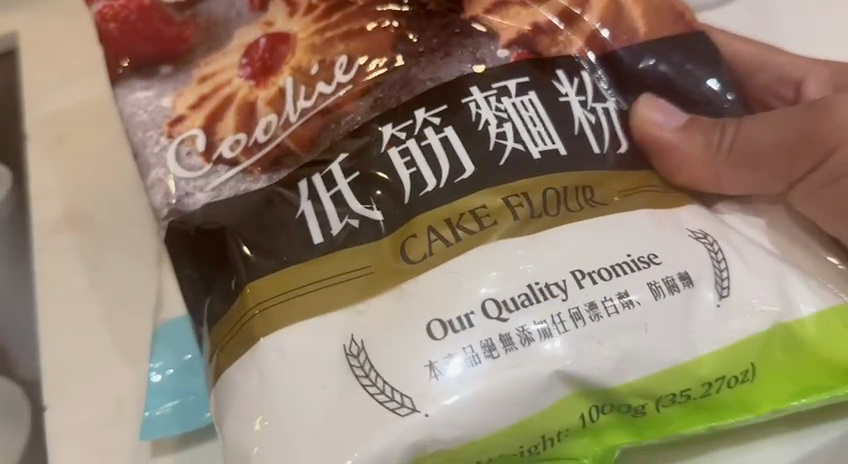 Cookie
低筋麵粉
CAKE FLOUR
Our Quality Promise
本產品絕無添加任何漂白劑、防腐劑
Weight: 1000g (35.27oz)